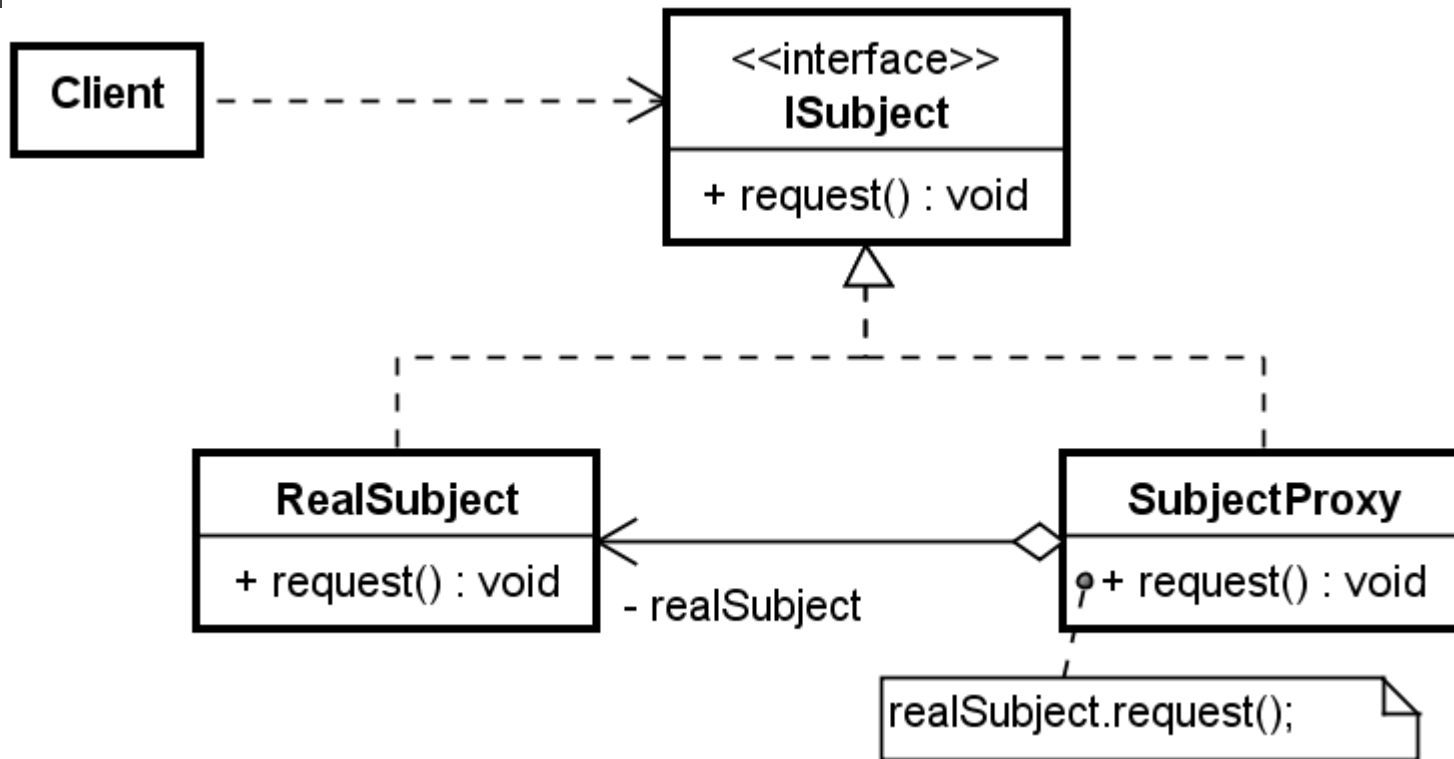 Client
<<interface>>
ISubject
+ request() : void
RealSubject
+ request() : void
- realSubject
SubjectProxy
+ request() : void
realSubject.request();